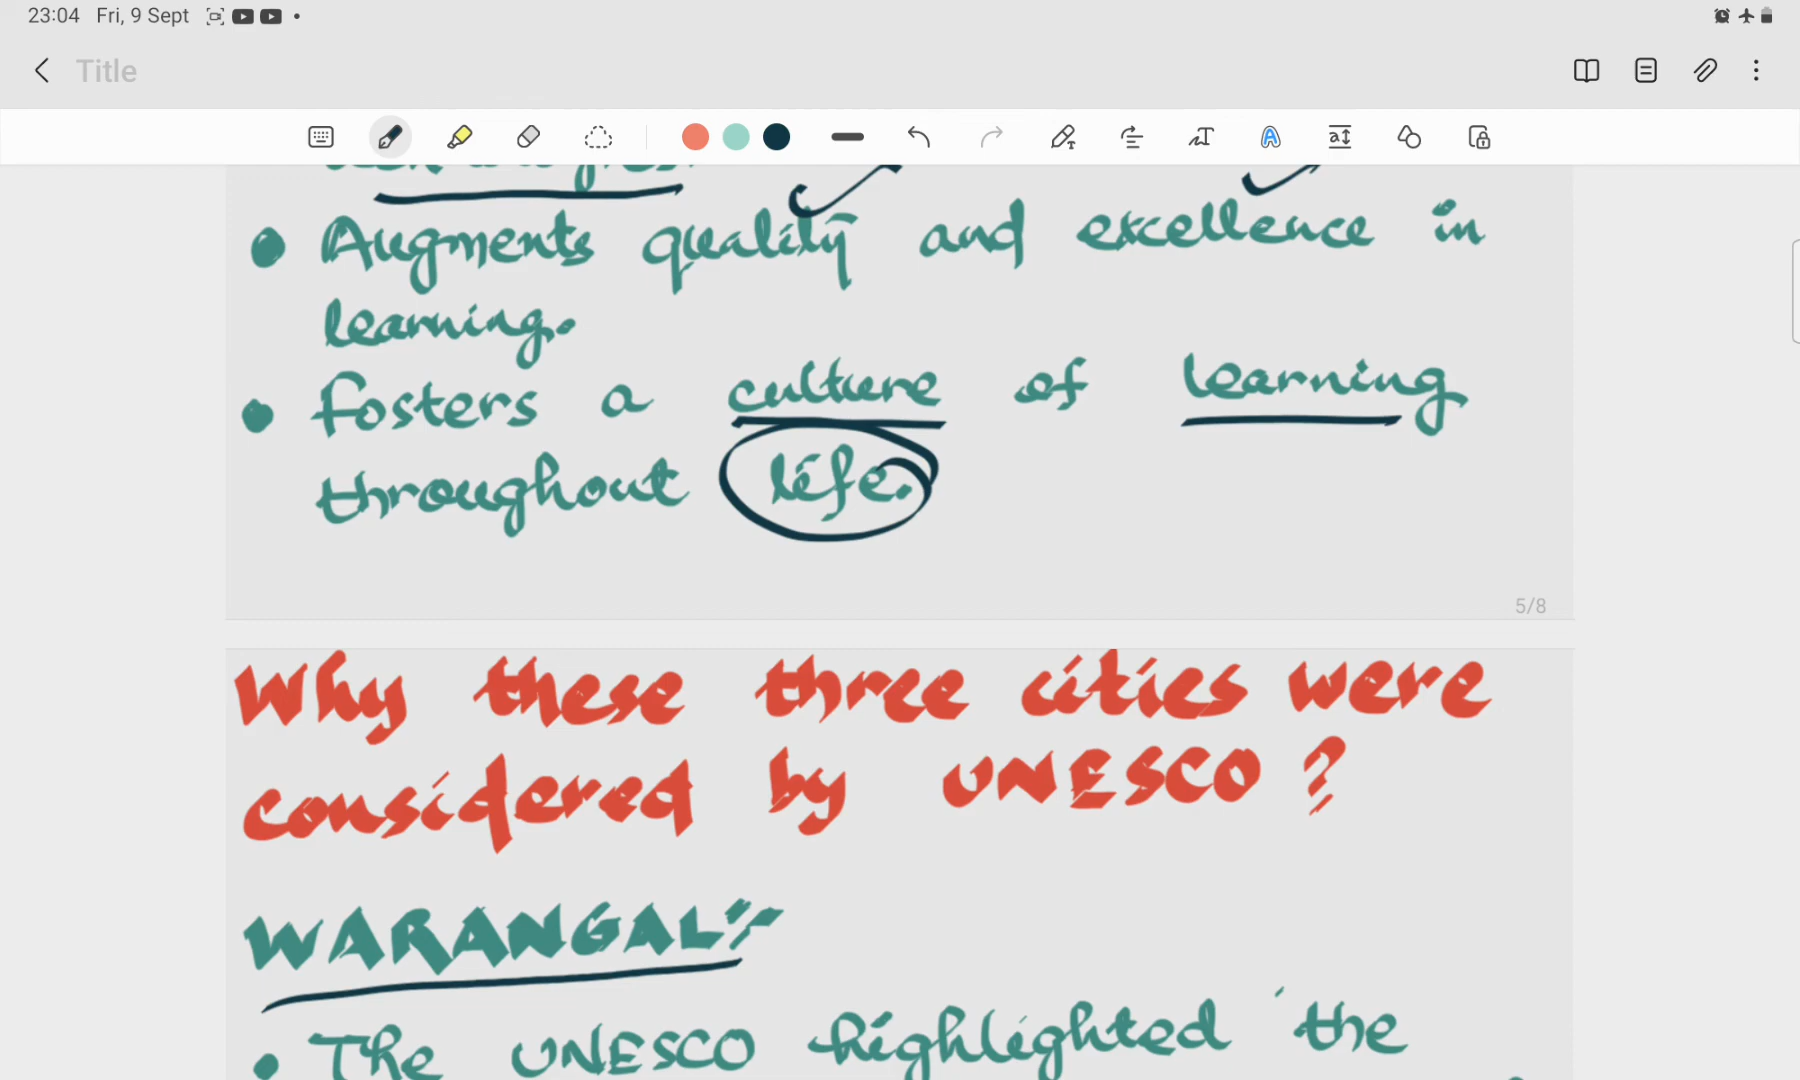 23:04 Fri, 9 Sept
Title
• Augments quality and excellence in
learning.
• Fosters a culture of learning
throughout life.
5/8
Why these three cities were
considered by UNESCO ?
WARANGAL:-
• The UNESCO highlighted the